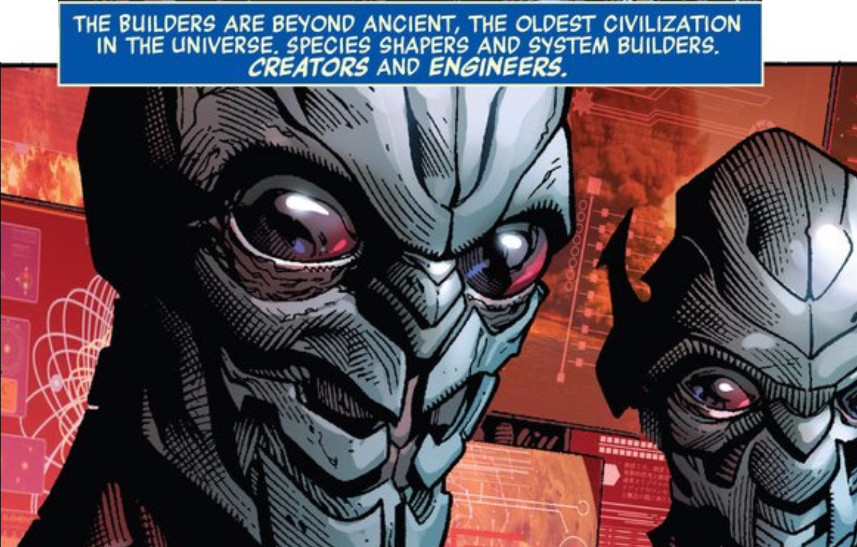 THE BUILDERS ARE BEYOND ANCIENT, THE OLDEST CIVILIZATION
IN THE UNIVERSE. SPECIES SHAPERS AND SYSTEM BUILDERS.
CREATORS AND ENGINEERS.